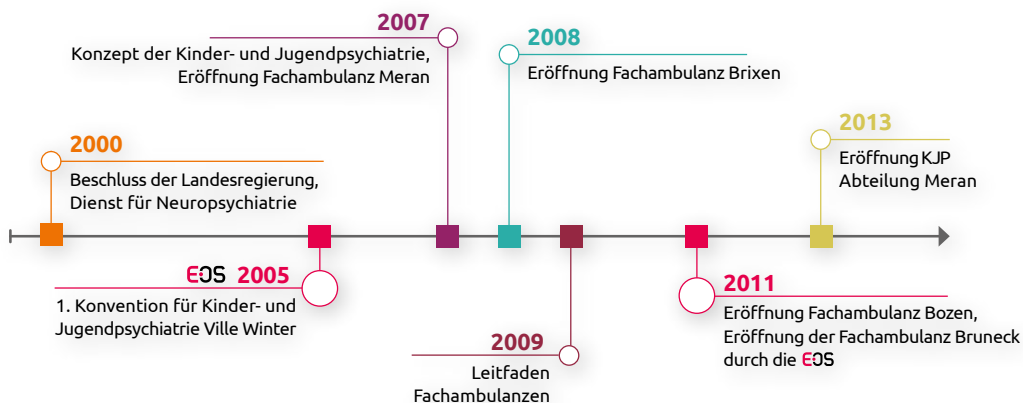 2000
Beschluss der Landesregierung,
Dienst für Neuropsychiatrie
EOS 2005
1. Konvention für Kinder- und
Jugendpsychiatrie Ville Winter
2007
Konzept der Kinder- und Jugendpsychiatrie,
Eröffnung Fachambulanz Meran
2008
Eröffnung Fachambulanz Brixen
2009
Leitfaden
Fachambulanzen
2011
Eröffnung Fachambulanz Bozen,
Eröffnung der Fachambulanz Bruneck
durch die EOS
2013
Eröffnung KJP
Abteilung Meran